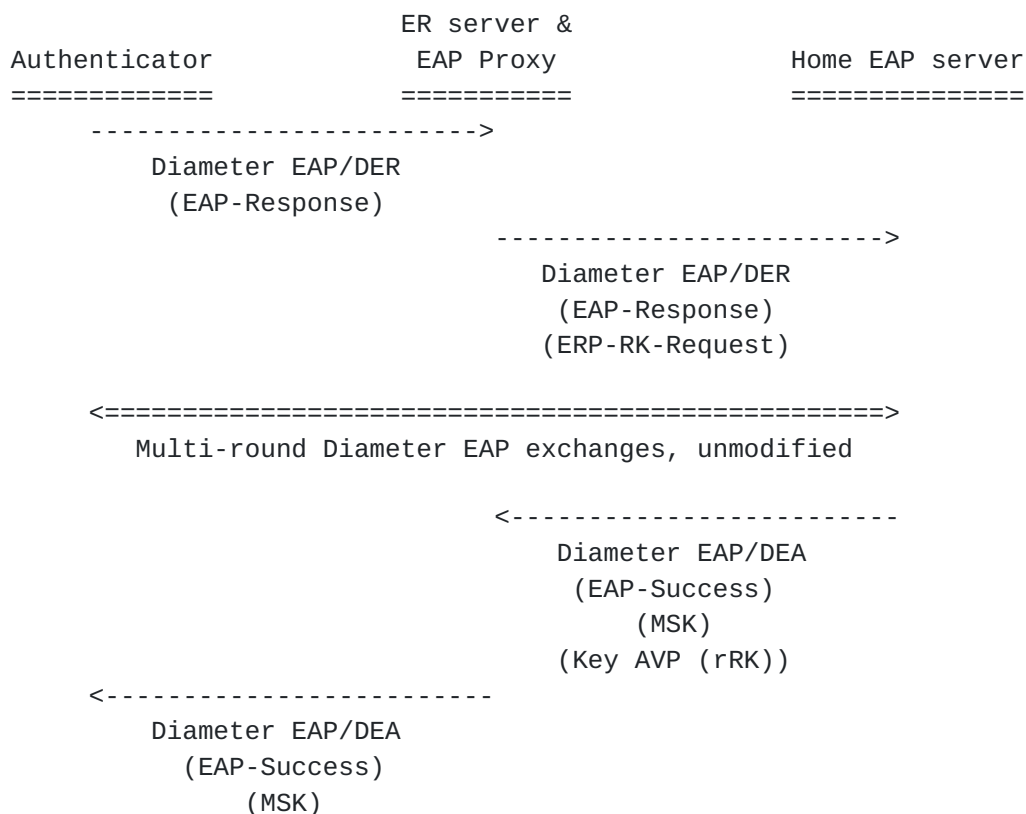 ER server &
Authenticator EAP Proxy Home EAP server
============= =========== ===============
------------------------->
Diameter EAP/DER
(EAP-Response)
------------------------->
Diameter EAP/DER
(EAP-Response)
(ERP-RK-Request)
<==================================================>
Multi-round Diameter EAP exchanges, unmodified
<-------------------------
Diameter EAP/DEA
(EAP-Success)
(MSK)
(Key AVP (rRK))
<-------------------------
Diameter EAP/DEA
(EAP-Success)
(MSK)